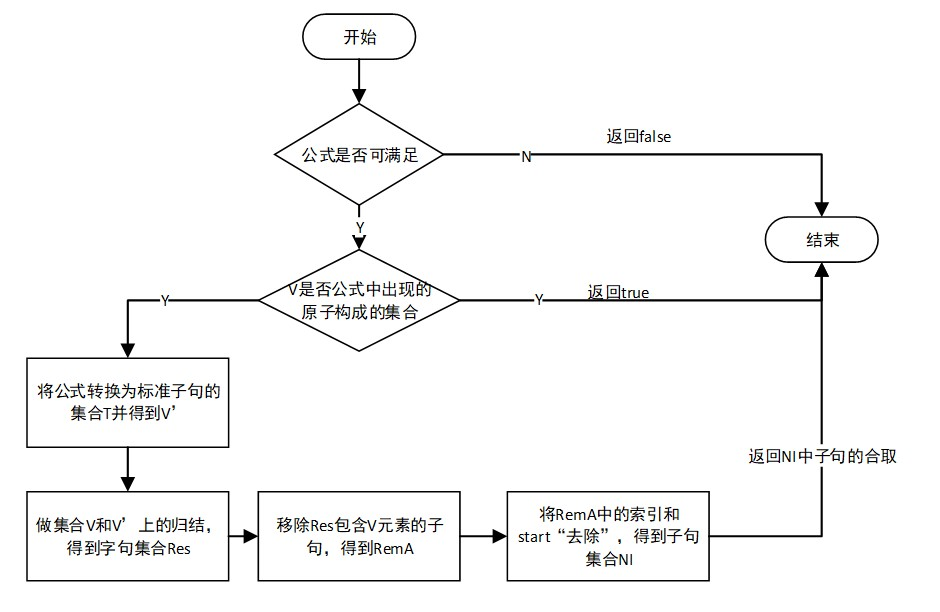 开始
公式是否可满足
N
返回false
结束
Y
V是否公式中出现的
原子构成的集合
Y
Y
返回true
将公式转换为标准子句的
集合T并得到V’
返回NI中子句的合取
做集合V和V’上的归结，
得到字句集合Res
移除Res包含V元素的子
句，得到RemA
将RemA中的索引和
start“去除”，得到子句
集合NI